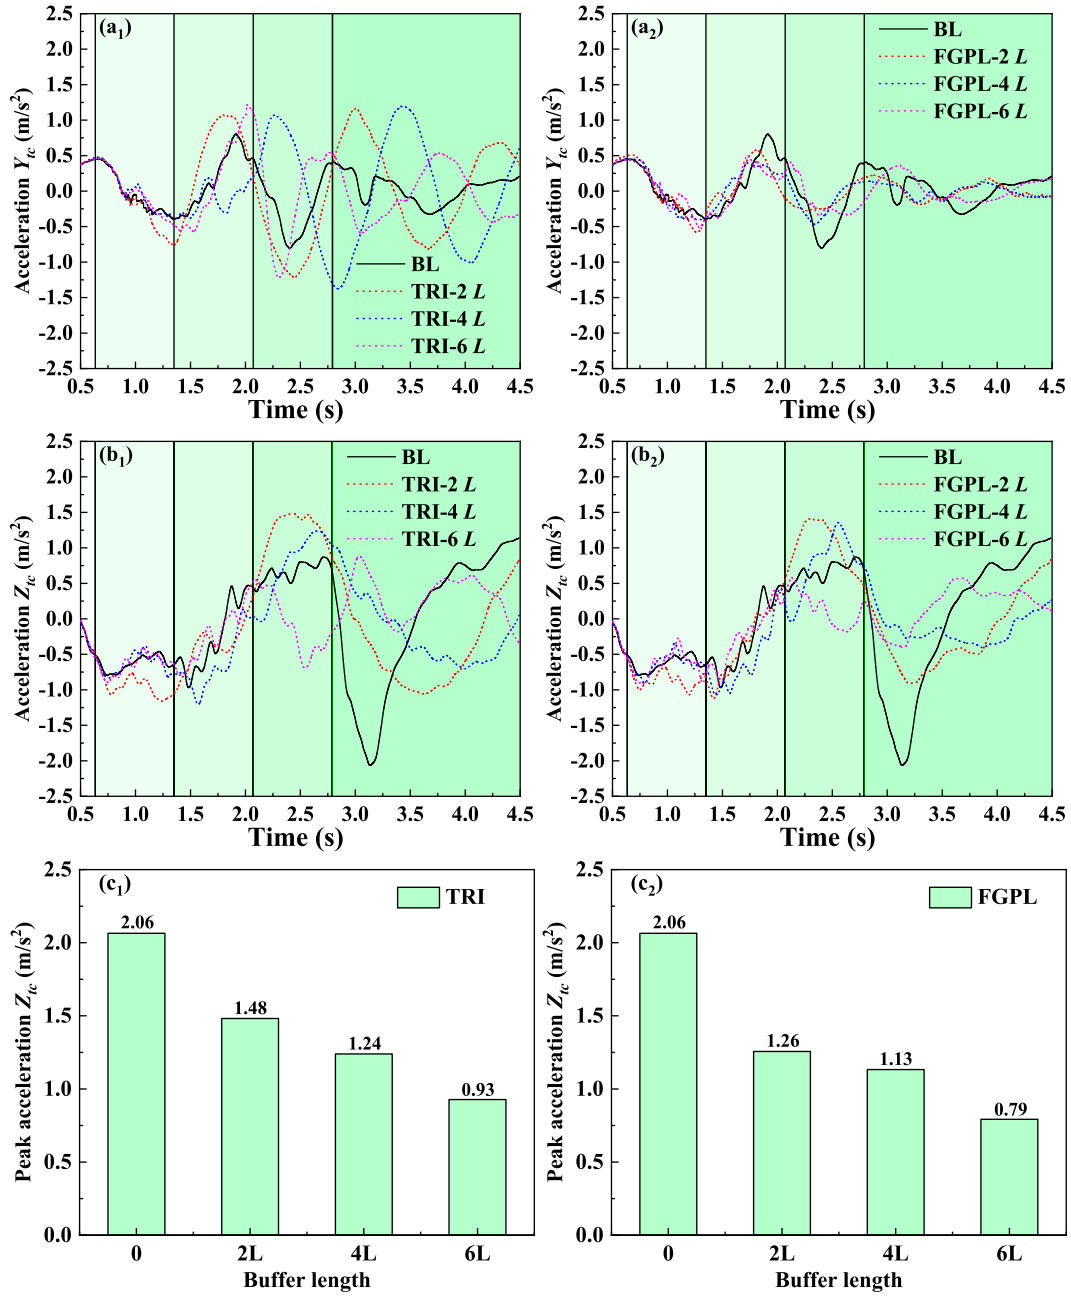 (a1)
2.5
2.0
1.5
1.0
0.5
0.0
-0.5
-1.0
-1.5
-2.0
-2.5
Acceleration Ytc (m/s²)
BL
TRI-2 L
TRI-4 L
TRI-6 L
0.5 1.0 1.5 2.0 2.5 3.0 3.5 4.0 4.5
Time (s)
(a2)
2.5
2.0
1.5
1.0
0.5
0.0
-0.5
-1.0
-1.5
-2.0
-2.5
Acceleration Ytc (m/s²)
BL
FGPL-2 L
FGPL-4 L
FGPL-6 L
0.5 1.0 1.5 2.0 2.5 3.0 3.5 4.0 4.5
Time (s)
(b1)
2.5
2.0
1.5
1.0
0.5
0.0
-0.5
-1.0
-1.5
-2.0
-2.5
Acceleration Ztc (m/s²)
BL
TRI-2 L
TRI-4 L
TRI-6 L
0.5 1.0 1.5 2.0 2.5 3.0 3.5 4.0 4.5
Time (s)
(b2)
2.5
2.0
1.5
1.0
0.5
0.0
-0.5
-1.0
-1.5
-2.0
-2.5
Acceleration Ztc (m/s²)
BL
FGPL-2 L
FGPL-4 L
FGPL-6 L
0.5 1.0 1.5 2.0 2.5 3.0 3.5 4.0 4.5
Time (s)
(c1)
TRI
2.5
2.0
1.5
1.0
0.5
0.0
Peak acceleration Ztc (m/s²)
2.06
1.48
1.24
0.93
0 2L 4L 6L
Buffer length
(c2)
FGPL
2.5
2.0
1.5
1.0
0.5
0.0
Peak acceleration Ztc (m/s²)
2.06
1.26
1.13
0.79
0 2L 4L 6L
Buffer length